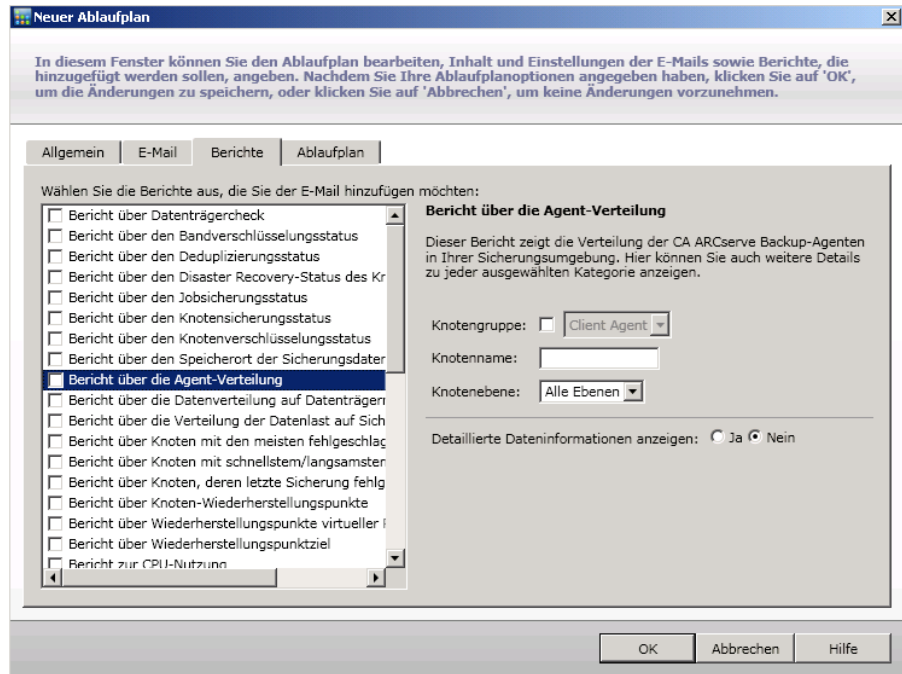 Neuer Ablaufplan
In diesem Fenster können Sie den Ablaufplan bearbeiten, Inhalt und Einstellungen der E-Mails sowie Berichte, die
hinzugefügt werden sollen, angeben. Nachdem Sie Ihre Ablaufplanoptionen angegeben haben, klicken Sie auf 'OK',
um die Änderungen zu speichern, oder klicken Sie auf 'Abbrechen', um keine Änderungen vorzunehmen.
Allgemein
E-Mail
Berichte
Ablaufplan
Wählen Sie die Berichte aus, die Sie der E-Mail hinzufügen möchten:
Bericht über Datenträgercheck
Bericht über den Bandverschlüsselungsstatus
Bericht über den Deduplizierungsstatus
Bericht über den Disaster Recovery-Status des Kr
Bericht über den Jobsicherungsstatus
Bericht über den Knotensicherungsstatus
Bericht über den Knotenverschlüsselungsstatus
Bericht über den Speicherort der Sicherungsdater
Bericht über die Agent-Verteilung
Bericht über die Datenverteilung auf Datenträgerr
Bericht über die Verteilung der Datenlast auf Sich
Bericht über Knoten mit den meisten fehlgeschlag
Bericht über Knoten mit schnellstem/langsamster
Bericht über Knoten, deren letzte Sicherung fehlg
Bericht über Knoten-Wiederherstellungspunkte
Bericht über Wiederherstellungspunkte virtueller
Bericht über Wiederherstellungspunktziel
Bericht zur CPU-Nutzung
Bericht über die Agent-Verteilung
Dieser Bericht zeigt die Verteilung der CA ARCserve Backup-Agenten
in Ihrer Sicherungsumgebung. Hier können Sie auch weitere Details
zu jeder ausgewählten Kategorie anzeigen.
Knotengruppe: Client Agent
Knotenname:
Knotenebene: Alle Ebenen
Detaillierte Dateninformationen anzeigen: Ja Nein
OK
Abbrechen
Hilfe